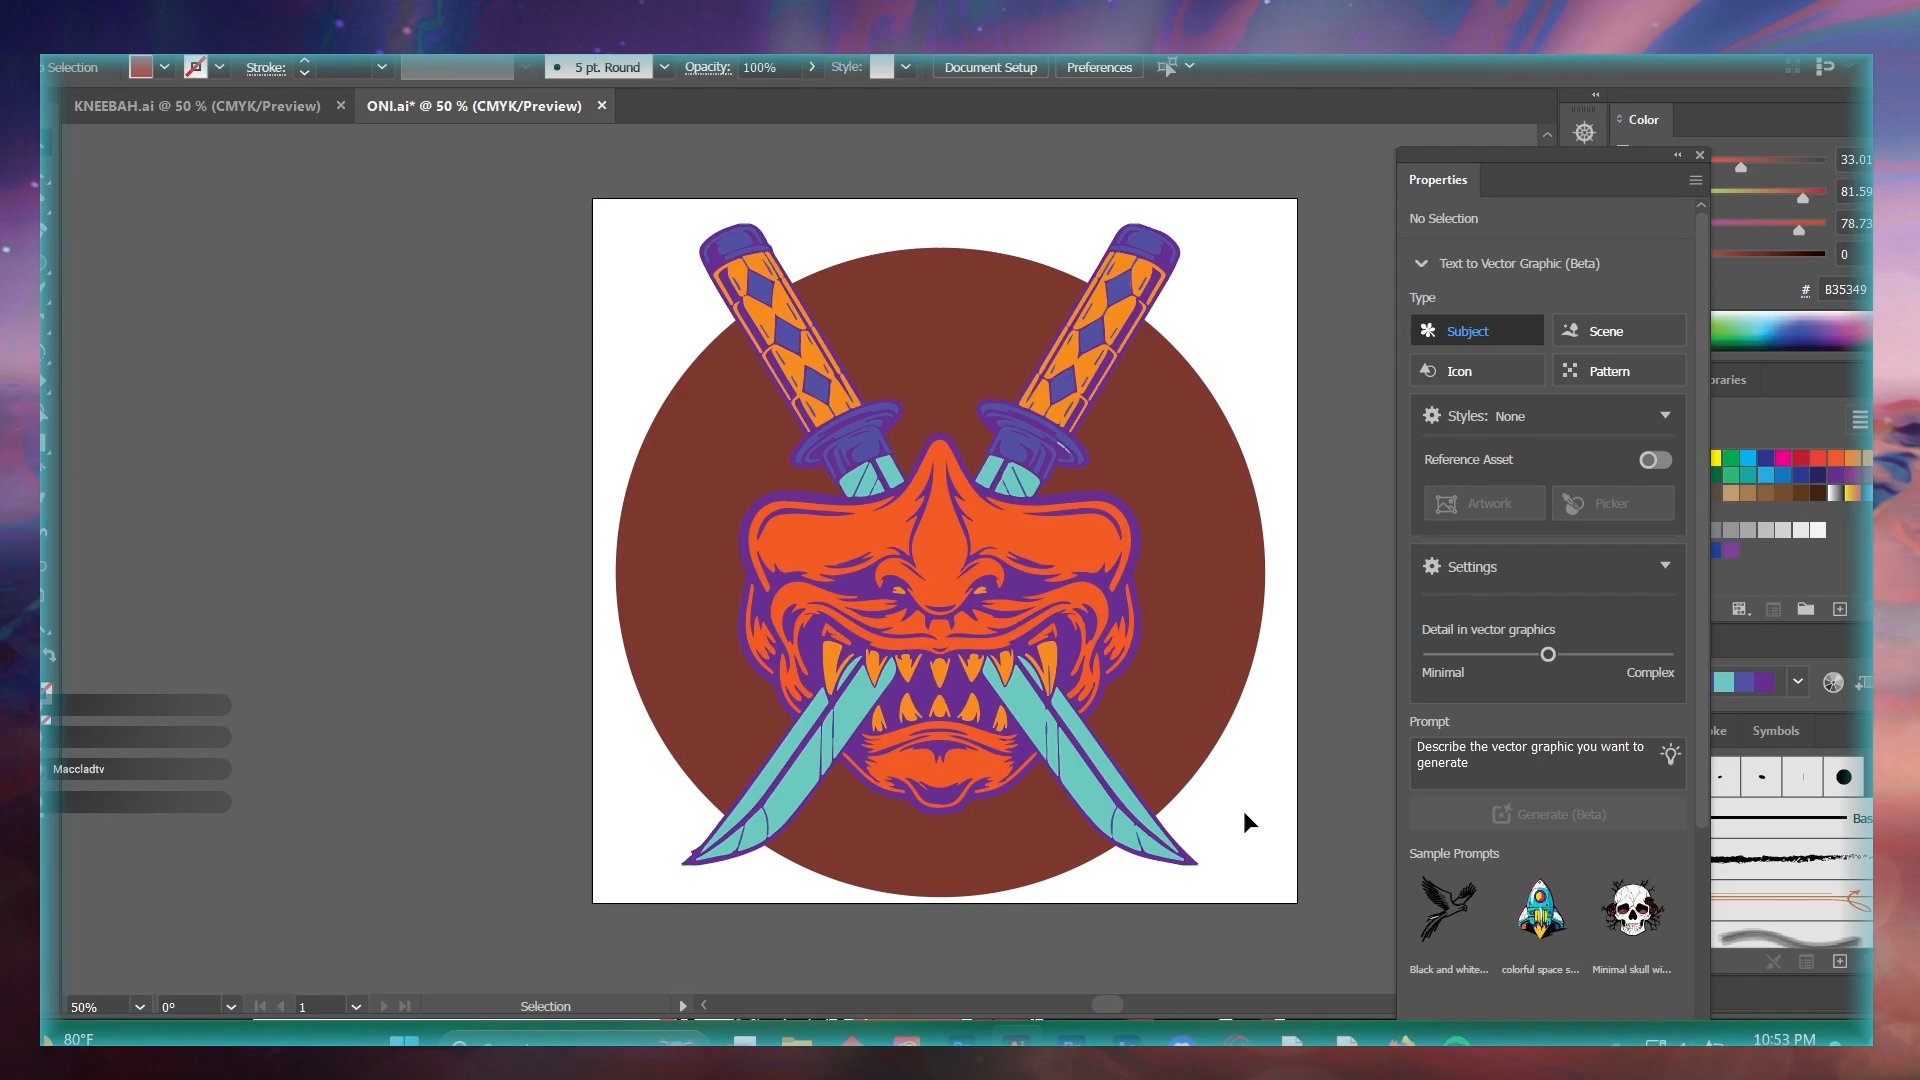 Selection
Stroke:
5 pt. Round
Opacity:
100%
Style:
Document Setup
Preferences
KNEEBAH.ai @ 50 % (CMYK/Preview)
ONI.ai* @ 50 % (CMYK/Preview)
Color
33.01
81.59
78.73
0
# B35349
Properties
No Selection
Text to Vector Graphic (Beta)
Type
Subject
Scene
Icon
Pattern
Styles: None
Reference Asset
Artwork
Picker
Settings
Detail in vector graphics
Minimal
Complex
Prompt
Describe the vector graphic you want to
generate
Generate (Beta)
Sample Prompts
Black and white...
colorful space s...
Minimal skull wi...
braries
ke
Symbols
Bas
Maccladtv
50%
0°
1
Selection
80°F
10:53 PM